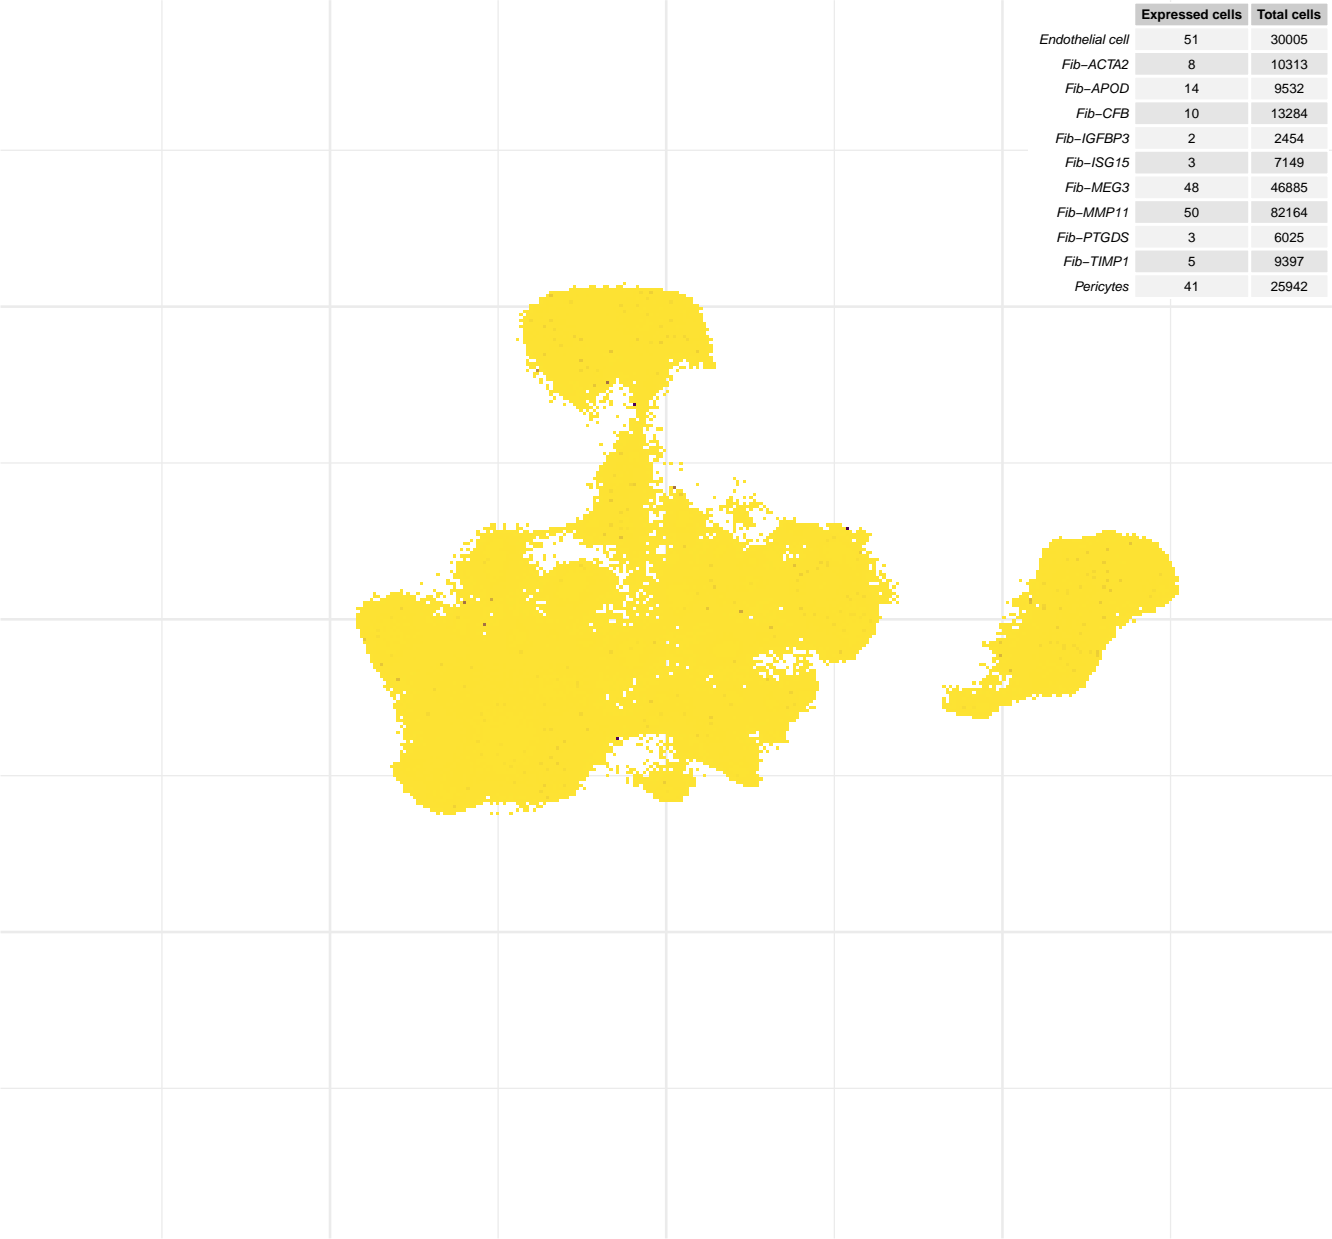 Expressed cells Total cells
Endothelial cell 51 30005
Fib−ACTA2 8 10313
Fib−APOD 14 9532
Fib−CFB 10 13284
Fib−IGFBP3 2 2454
Fib−ISG15 3 7149
Fib−MEG3 48 46885
Fib−MMP11 50 82164
Fib−PTGDS 3 6025
Fib−TIMP1 5 9397
Pericytes 41 25942